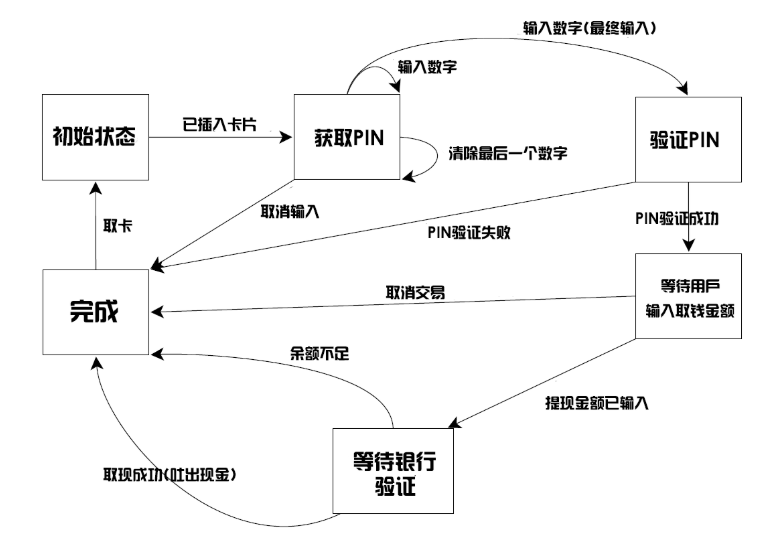 输入数字(最终输入)
输入数字
初始状态
已插入卡片
获取PIN
验证PIN
清除最后一个数字
取消输入
取卡
PIN验证失败
PIN验证成功
完成
取消交易
等待用戶
输入取钱金额
余额不足
提现金额已输入
等待银行
验证
取现成功(吐出现金)